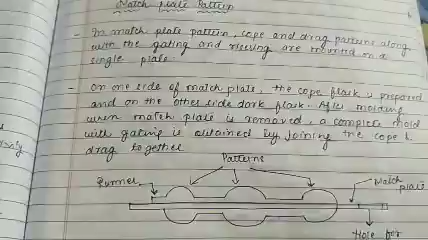 Match plate Pattern
- In match plate pattern, cope and drag patterns along
with the gating and risering are mounted on a
single plate.
- On one side of match plate, the cope flask is prepared
and on the other side dark flask. After molding
when match plate is removed, a complete mold
with gating is obtained by joining the cope &
drag together
Patterns
Runner
Match
plate
Hole for